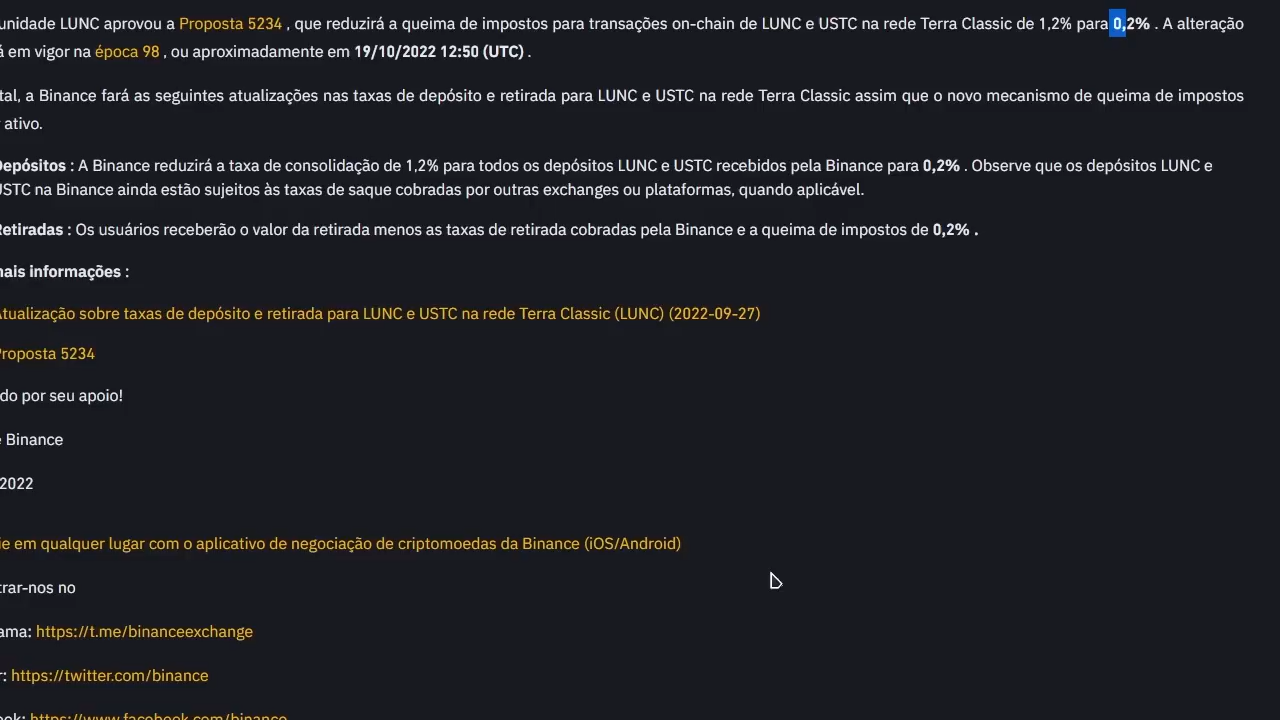 unidade LUNC aprovou a Proposta 5234 , que reduzirá a queima de impostos para transações on-chain de LUNC e USTC na rede Terra Classic de 1,2% para 0,2% . A alteração
á em vigor na época 98 , ou aproximadamente em 19/10/2022 12:50 (UTC) .
tal, a Binance fará as seguintes atualizações nas taxas de depósito e retirada para LUNC e USTC na rede Terra Classic assim que o novo mecanismo de queima de impostos
ativo.
Depósitos : A Binance reduzirá a taxa de consolidação de 1,2% para todos os depósitos LUNC e USTC recebidos pela Binance para 0,2% . Observe que os depósitos LUNC e
USTC na Binance ainda estão sujeitos às taxas de saque cobradas por outras exchanges ou plataformas, quando aplicável.
Retiradas : Os usuários receberão o valor da retirada menos as taxas de retirada cobradas pela Binance e a queima de impostos de 0,2% .
mais informações :
Atualização sobre taxas de depósito e retirada para LUNC e USTC na rede Terra Classic (LUNC) (2022-09-27)
Proposta 5234
do por seu apoio!
e Binance
2022
ie em qualquer lugar com o aplicativo de negociação de criptomoedas da Binance (iOS/Android)
trar-nos no
ama: https://t.me/binanceexchange
r: https://twitter.com/binance
ook: https://www.facebook.com/binance